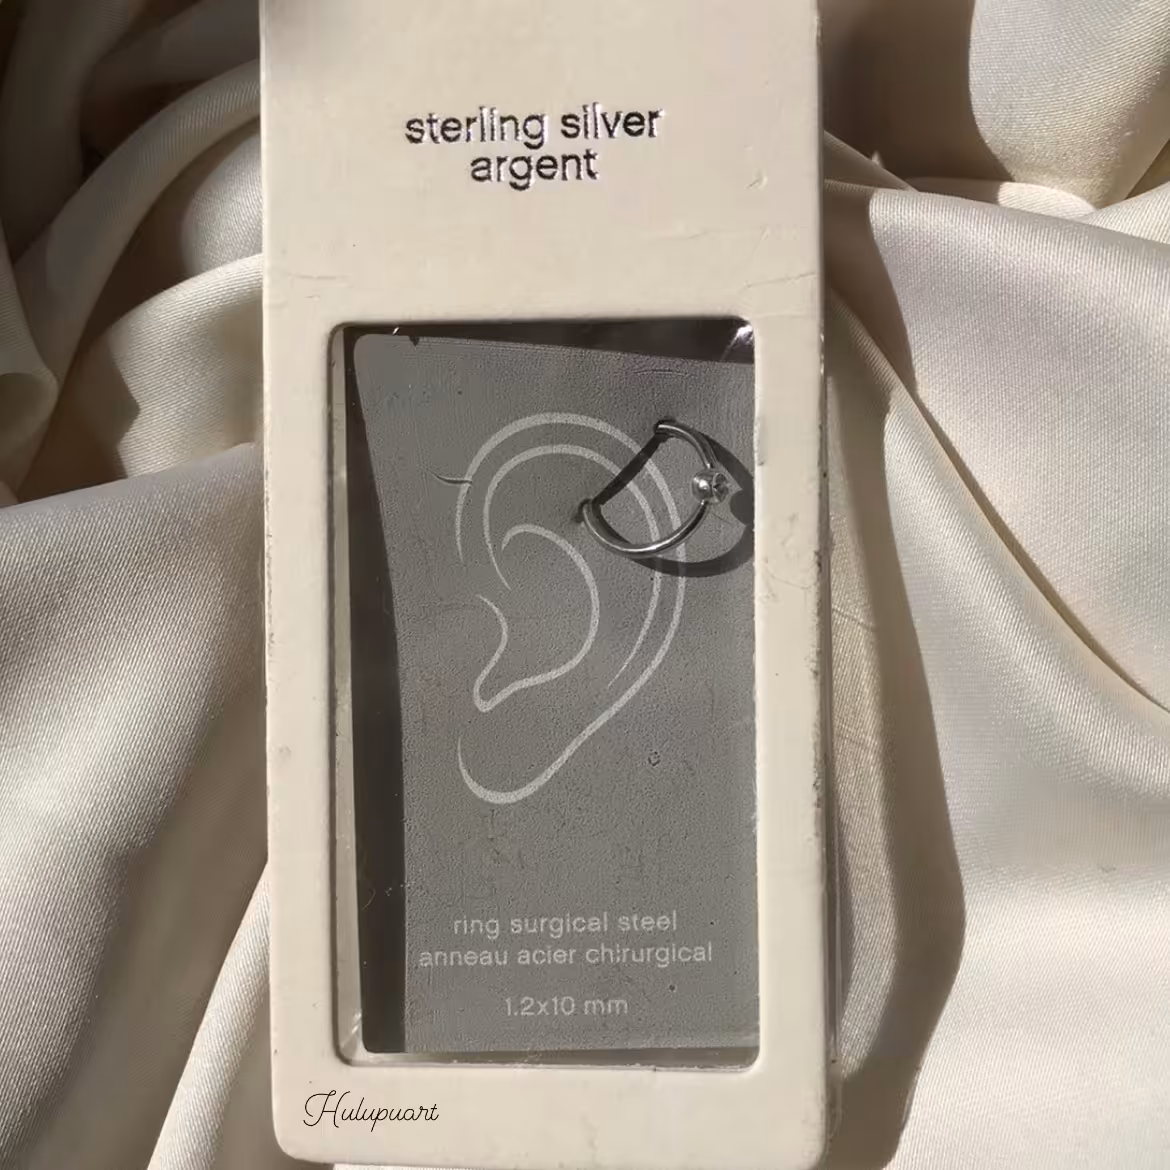 sterling silver
argent
ring surgical steel
anneau acier chirurgical
1.2x10 mm
Hulupuart